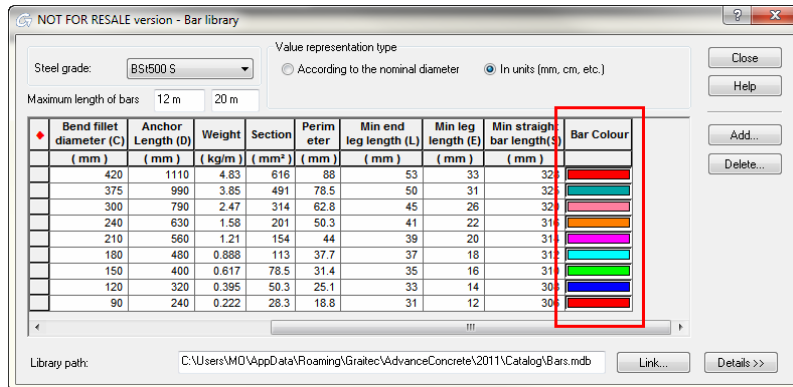 NOT FOR RESALE version - Bar library
Value representation type
Steel grade: BSt500 S According to the nominal diameter In units (mm, cm, etc.) Close
Help
Maximum length of bars 12 m 20 m
Bend fillet diameter (C) Anchor Length (D) Weight Section Perim eter Min end leg length (L) Min leg length (E) Min straight bar length(S) Bar Colour Add...
( mm ) ( mm ) ( kg/m ) ( mm² ) ( mm ) ( mm ) ( mm ) ( mm ) Delete...
420 1110 4.83 616 88 53 33
375 990 3.85 491 78.5 50 31
300 790 2.47 314 62.8 45 26
240 630 1.58 201 50.3 41 22
210 560 1.21 154 44 39 20
180 480 0.888 113 37.7 37 18
150 400 0.617 78.5 31.4 35 16
120 320 0.395 50.3 25.1 33 14
90 240 0.222 28.3 18.8 31 12
Library path: C:\Users\MO\AppData\Roaming\Graitec\AdvanceConcrete\2011\Catalog\Bars.mdb Link... Details >>